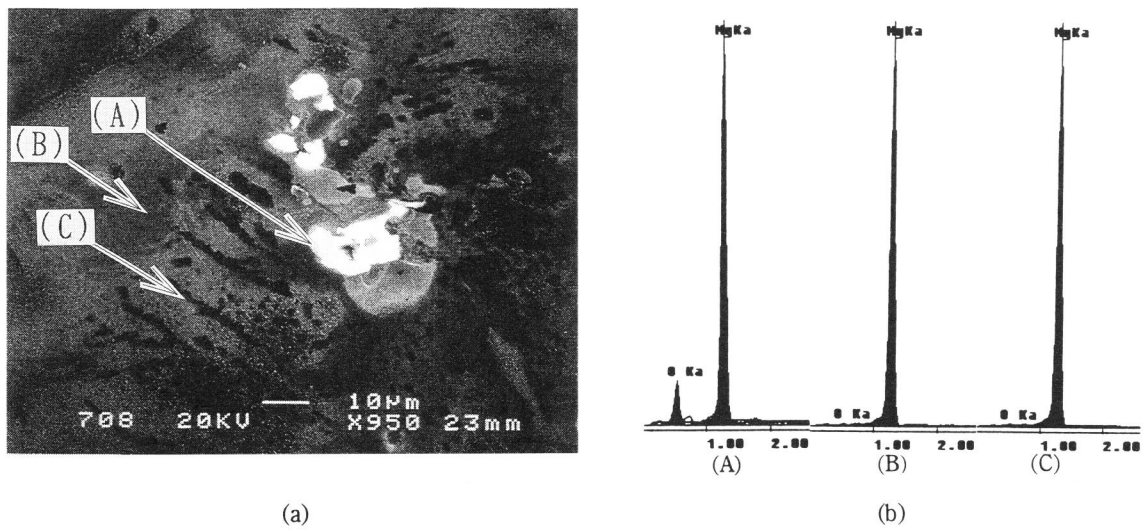 (A)
(B)
(C)
10μm
708 20KV X950 23mm
(a)
MgKa MgKa MgKa
O Ka O Ka O Ka
1.00 2.00 1.00 2.00 1.00 2.00
(A) (B) (C)
(b)